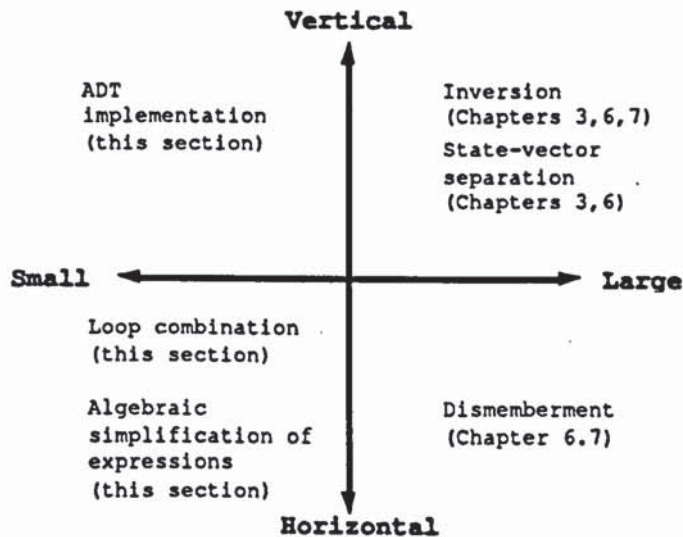 Vertical
ADT
implementation
(this section)
Inversion
(Chapters 3,6,7)
State-vector
separation
(Chapters 3,6)
Small
Large
Loop combination
(this section)
Algebraic
simplification of
expressions
(this section)
Dismemberment
(Chapter 6.7)
Horizontal